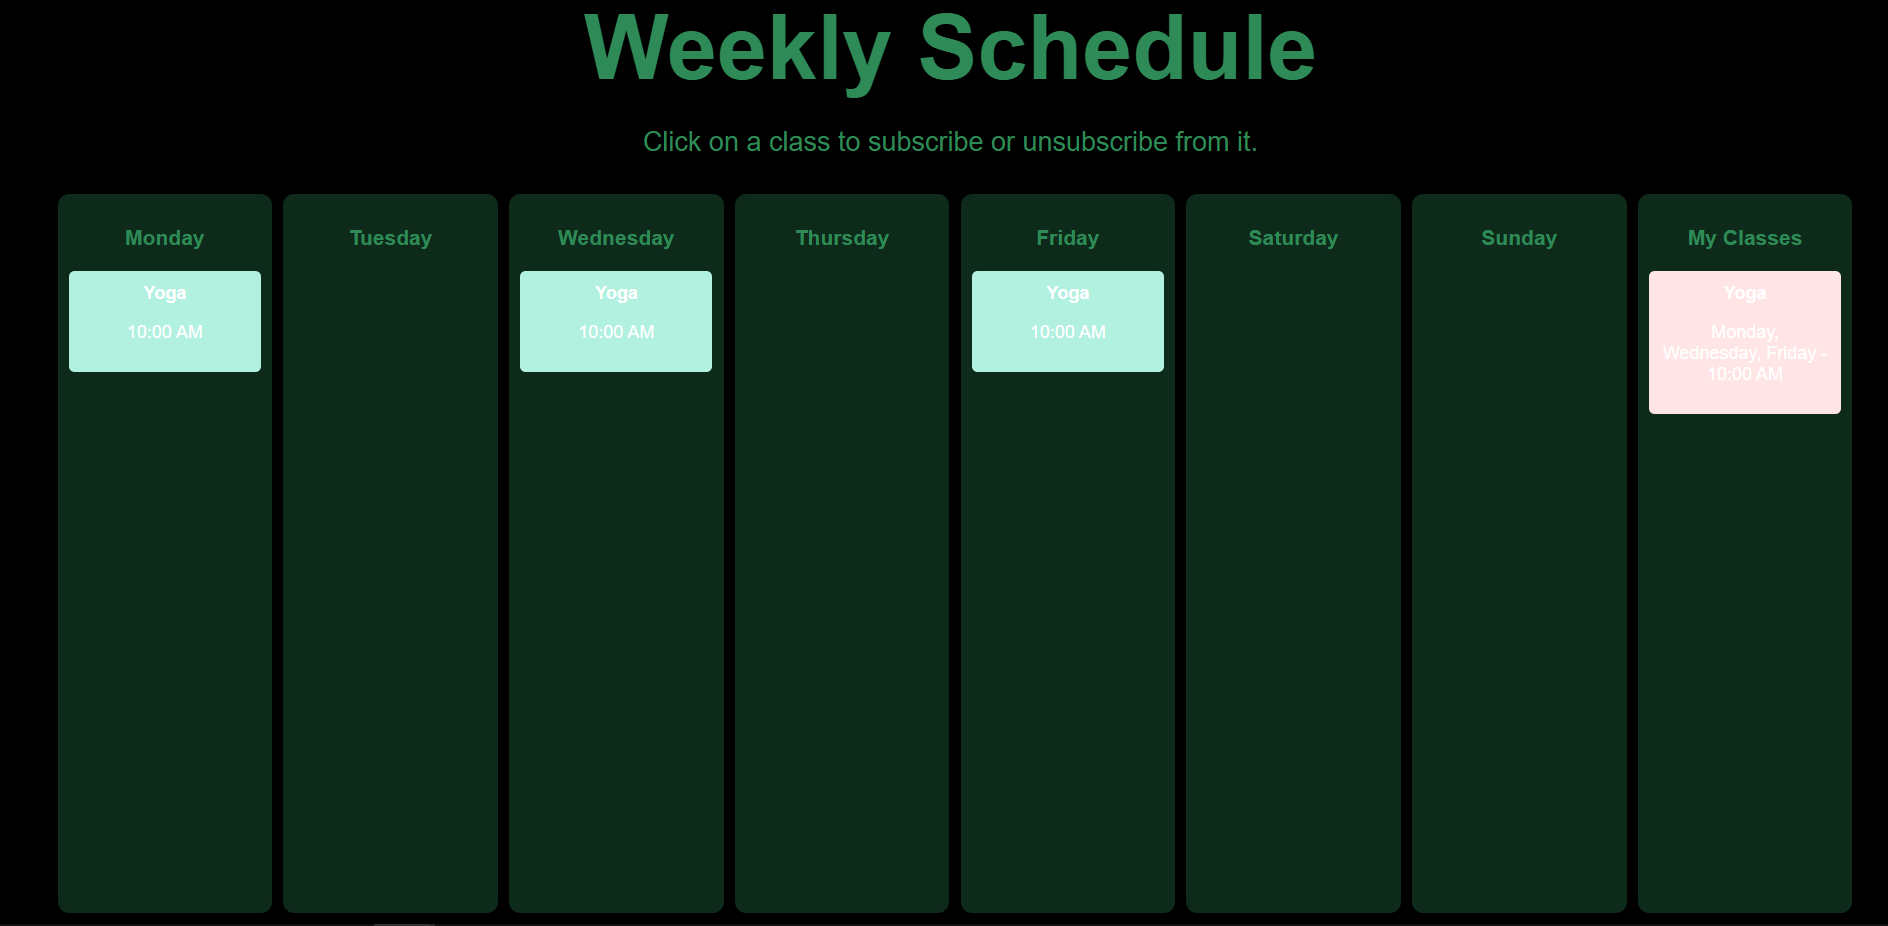 Weekly Schedule
Click on a class to subscribe or unsubscribe from it.
Monday
Yoga
10:00 AM
Tuesday
Wednesday
Yoga
10:00 AM
Thursday
Friday
Yoga
10:00 AM
Saturday
Sunday
My Classes
Yoga
Monday,
Wednesday, Friday -
10:00 AM